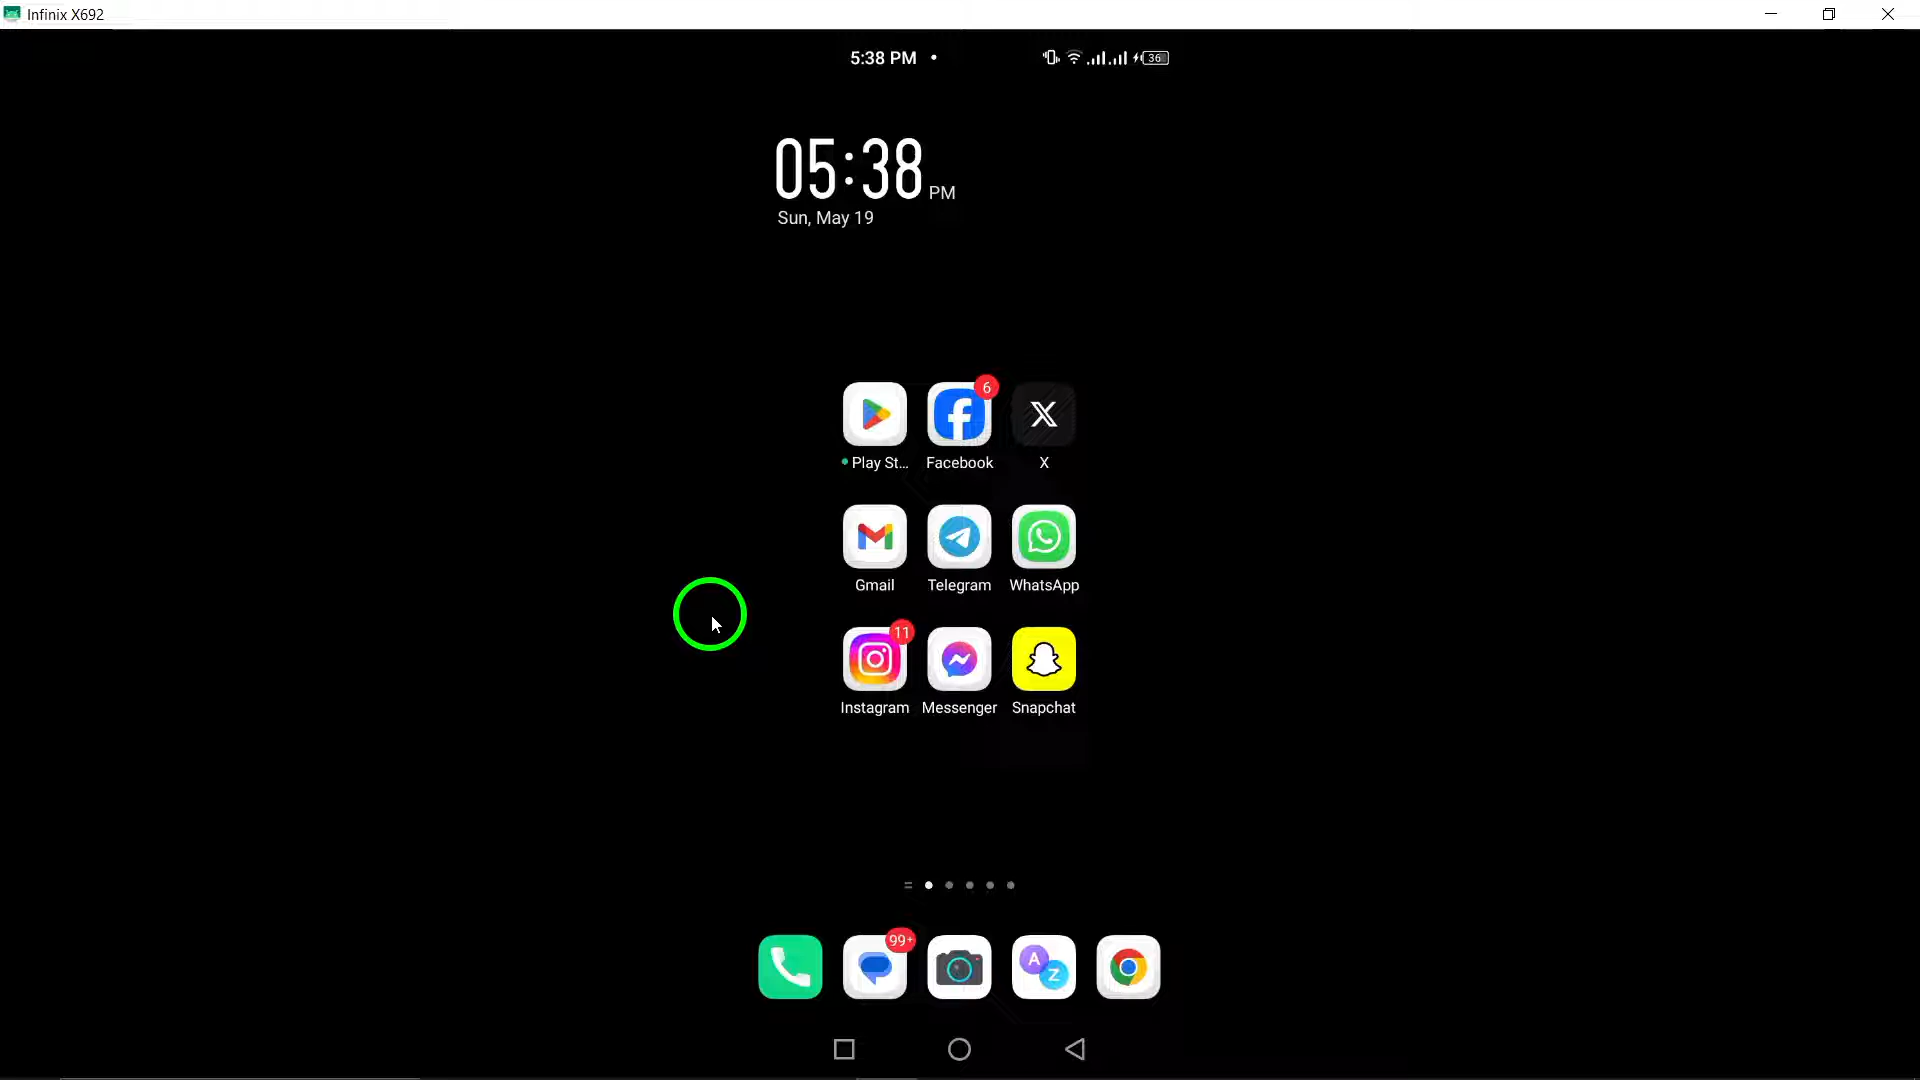 Infinix X692
5:38 PM
36
05:38 PM
Sun, May 19
6
Play St... Facebook X
Gmail Telegram WhatsApp
11
Instagram Messenger Snapchat
99+
A
Z